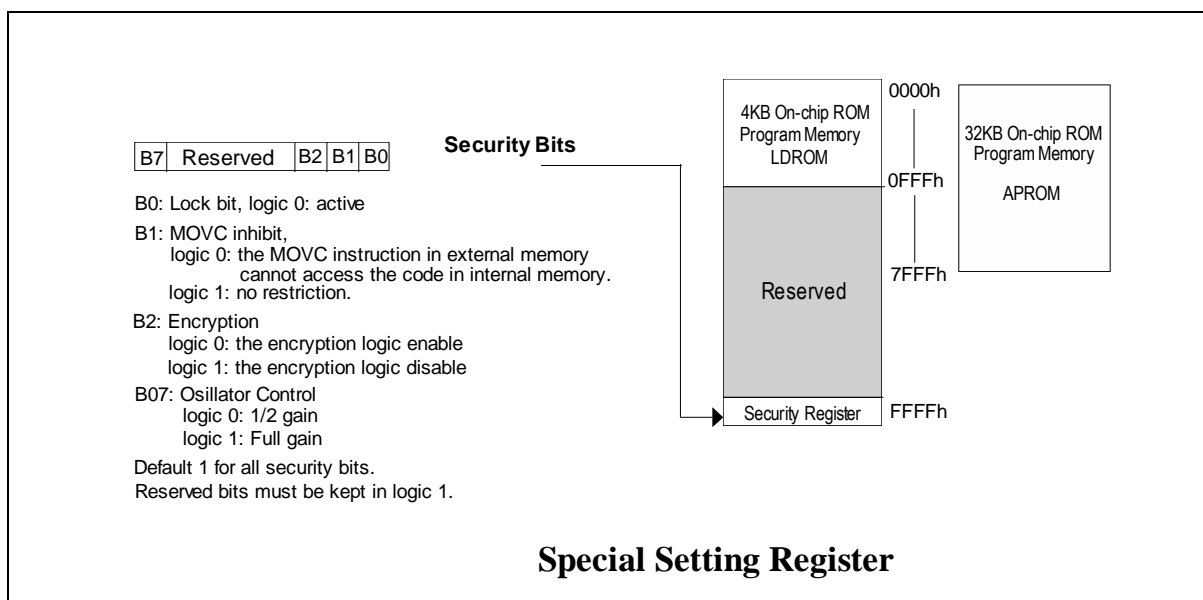 B7 Reserved B2 B1 B0
Security Bits
B0: Lock bit, logic 0: active
B1: MOVC inhibit,
logic 0: the MOVC instruction in external memory
cannot access the code in internal memory.
logic 1: no restriction.
B2: Encryption
logic 0: the encryption logic enable
logic 1: the encryption logic disable
B07: Osillator Control
logic 0: 1/2 gain
logic 1: Full gain
Default 1 for all security bits.
Reserved bits must be kept in logic 1.
4KB On-chip ROM
Program Memory
LDROM
Reserved
Security Register
0000h
0FFFh
7FFFh
FFFFh
32KB On-chip ROM
Program Memory
APROM
Special Setting Register